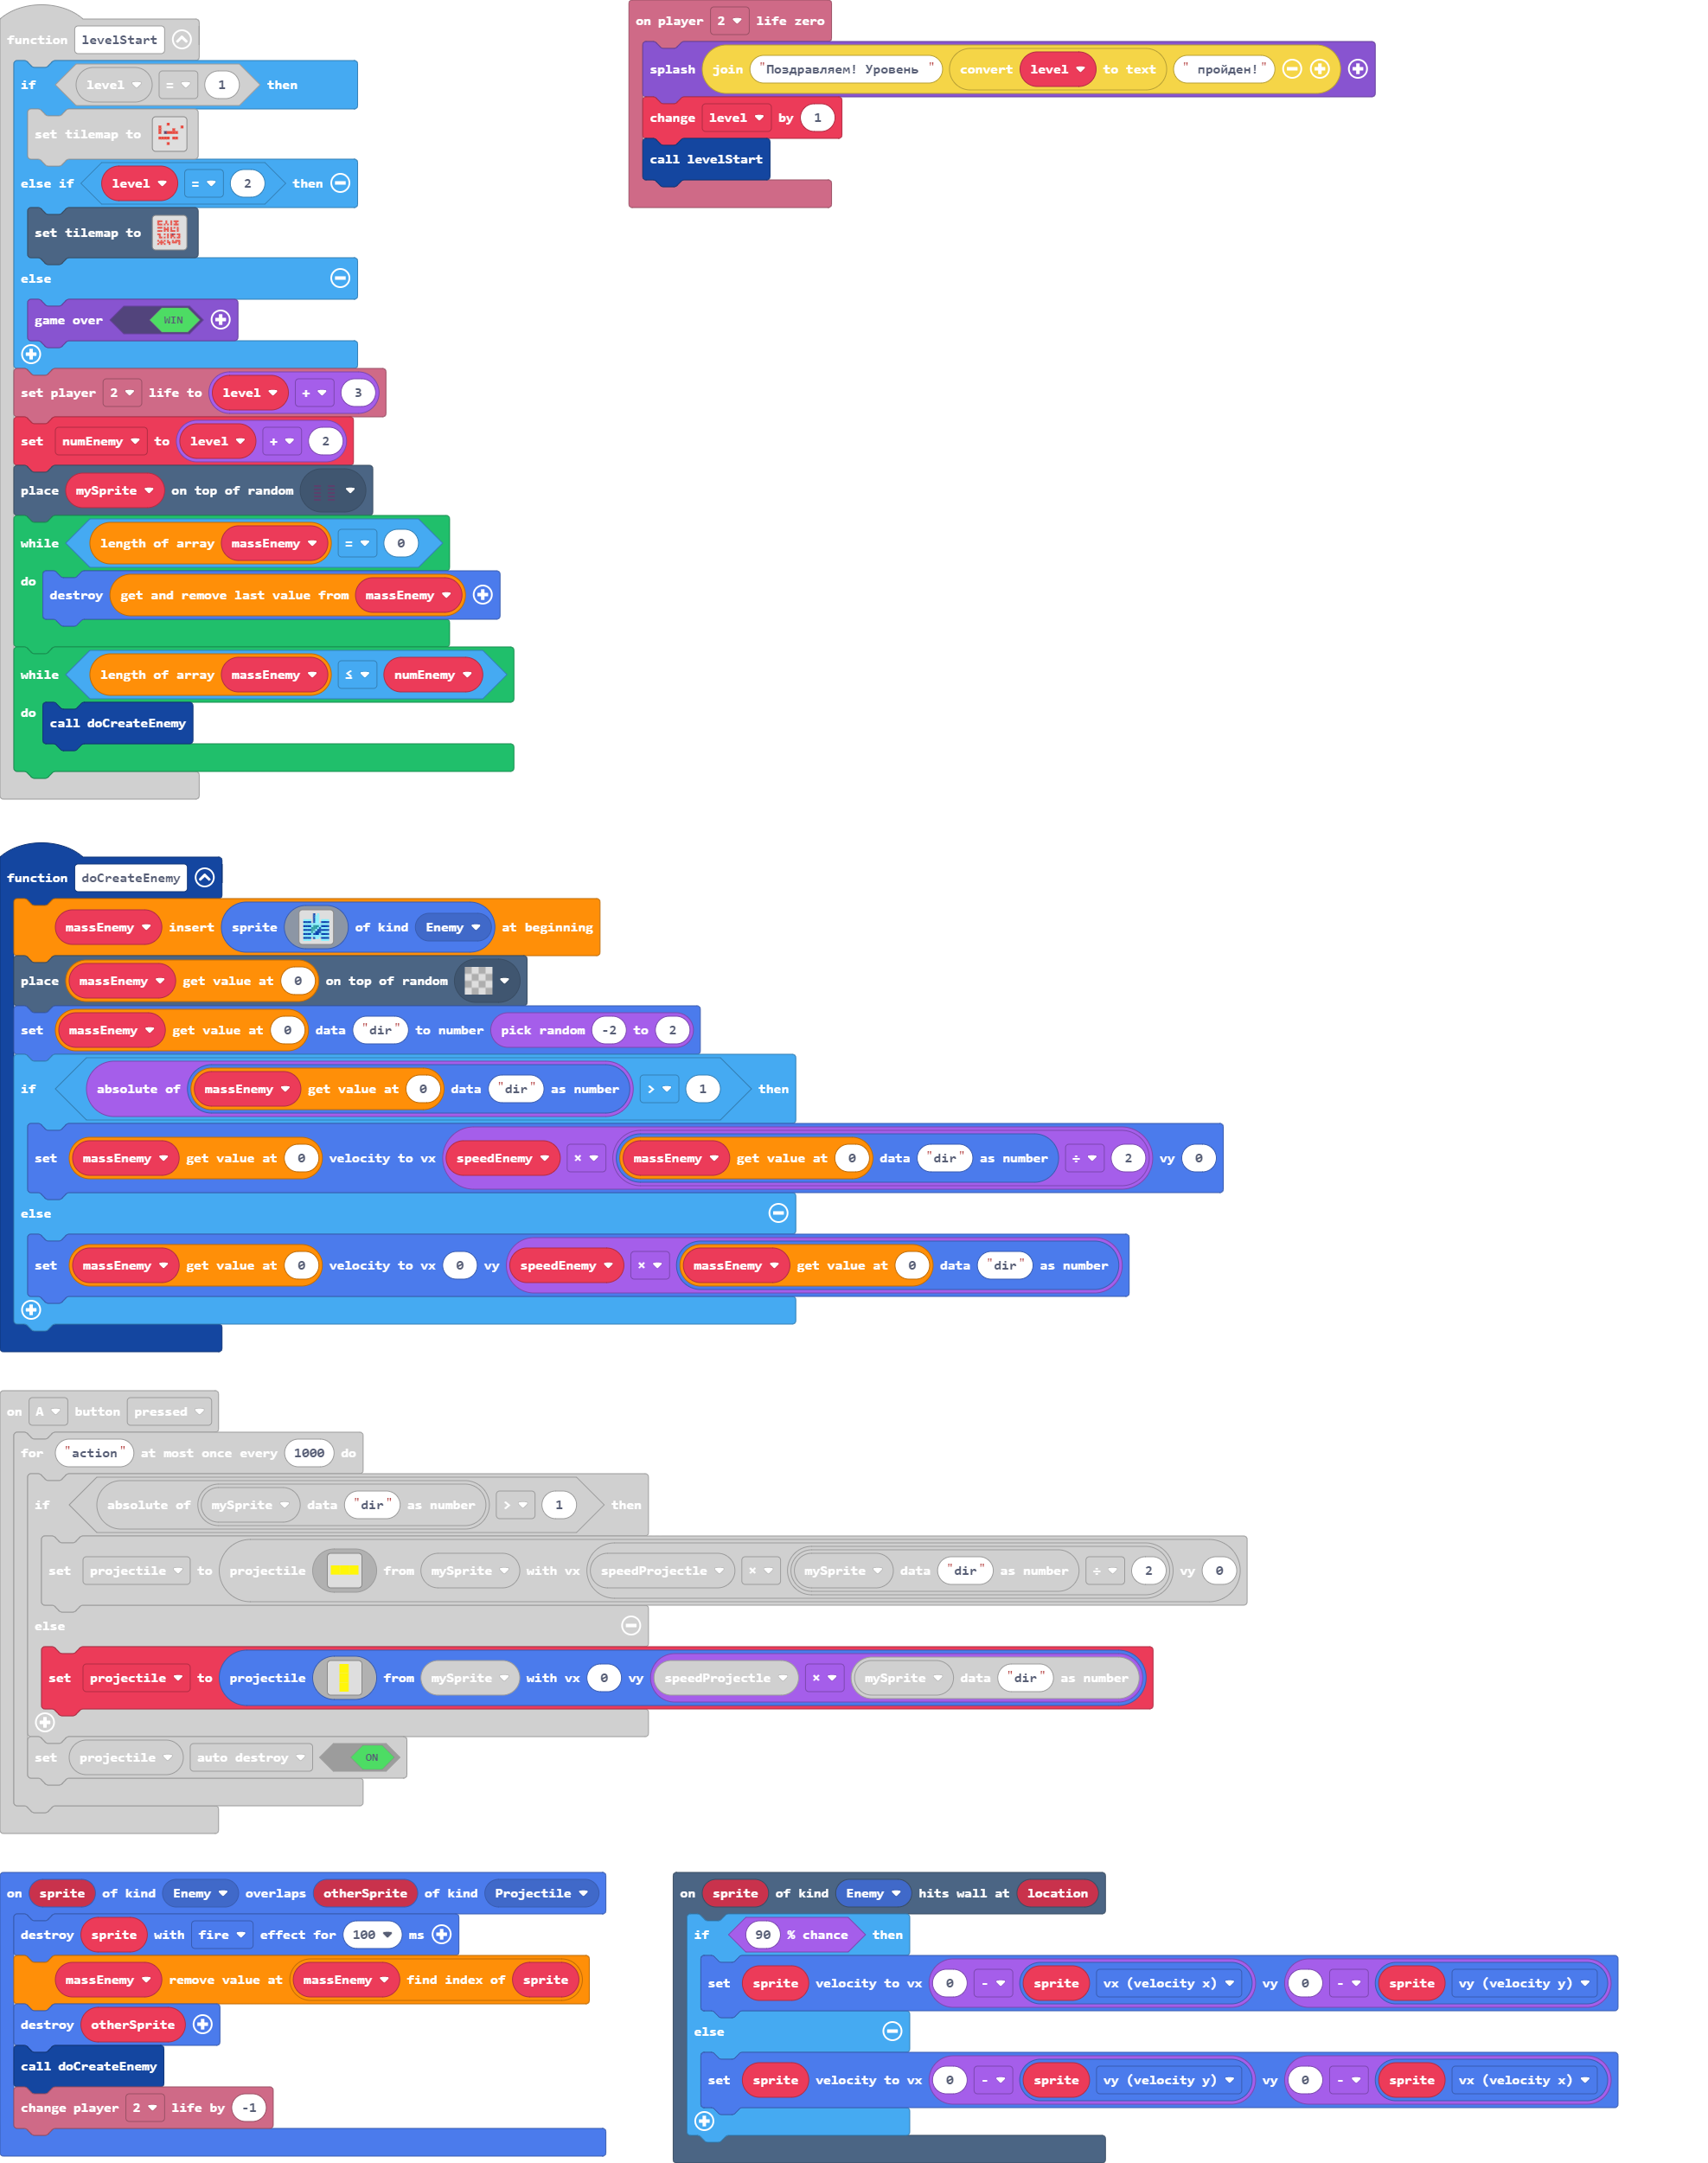 function levelStart
if level = 1 then
set tilemap to
else if level = 2 then
set tilemap to
else
game over WIN
set player 2 life to level + 3
set numEnemy to level + 2
place mySprite on top of random
while length of array massEnemy = 0
do
destroy get and remove last value from massEnemy
while length of array massEnemy ≤ numEnemy
do
call doCreateEnemy
on player 2 life zero
splash join "Поздравляем! Уровень " convert level to text " пройден!"
change level by 1
call levelStart
function doCreateEnemy
massEnemy insert sprite of kind Enemy at beginning
place massEnemy get value at 0 on top of random
set massEnemy get value at 0 data "dir" to number pick random -2 to 2
if absolute of massEnemy get value at 0 data "dir" as number > 1 then
set massEnemy get value at 0 velocity to vx speedEnemy × massEnemy get value at 0 data "dir" as number ÷ 2 vy 0
else
set massEnemy get value at 0 velocity to vx 0 vy speedEnemy × massEnemy get value at 0 data "dir" as number
on A button pressed
for "action" at most once every 1000 do
if absolute of mySprite data "dir" as number > 1 then
set projectile to projectile from mySprite with vx speedProjectle × mySprite data "dir" as number ÷ 2 vy 0
else
set projectile to projectile from mySprite with vx 0 vy speedProjectle × mySprite data "dir" as number
set projectile auto destroy ON
on sprite of kind Enemy overlaps otherSprite of kind Projectile
destroy sprite with fire effect for 100 ms
massEnemy remove value at massEnemy find index of sprite
destroy otherSprite
call doCreateEnemy
change player 2 life by -1
on sprite of kind Enemy hits wall at location
if 90 % chance then
set sprite velocity to vx 0 - sprite vx (velocity x) vy 0 - sprite vy (velocity y)
else
set sprite velocity to vx 0 - sprite vy (velocity y) vy 0 - sprite vx (velocity x)